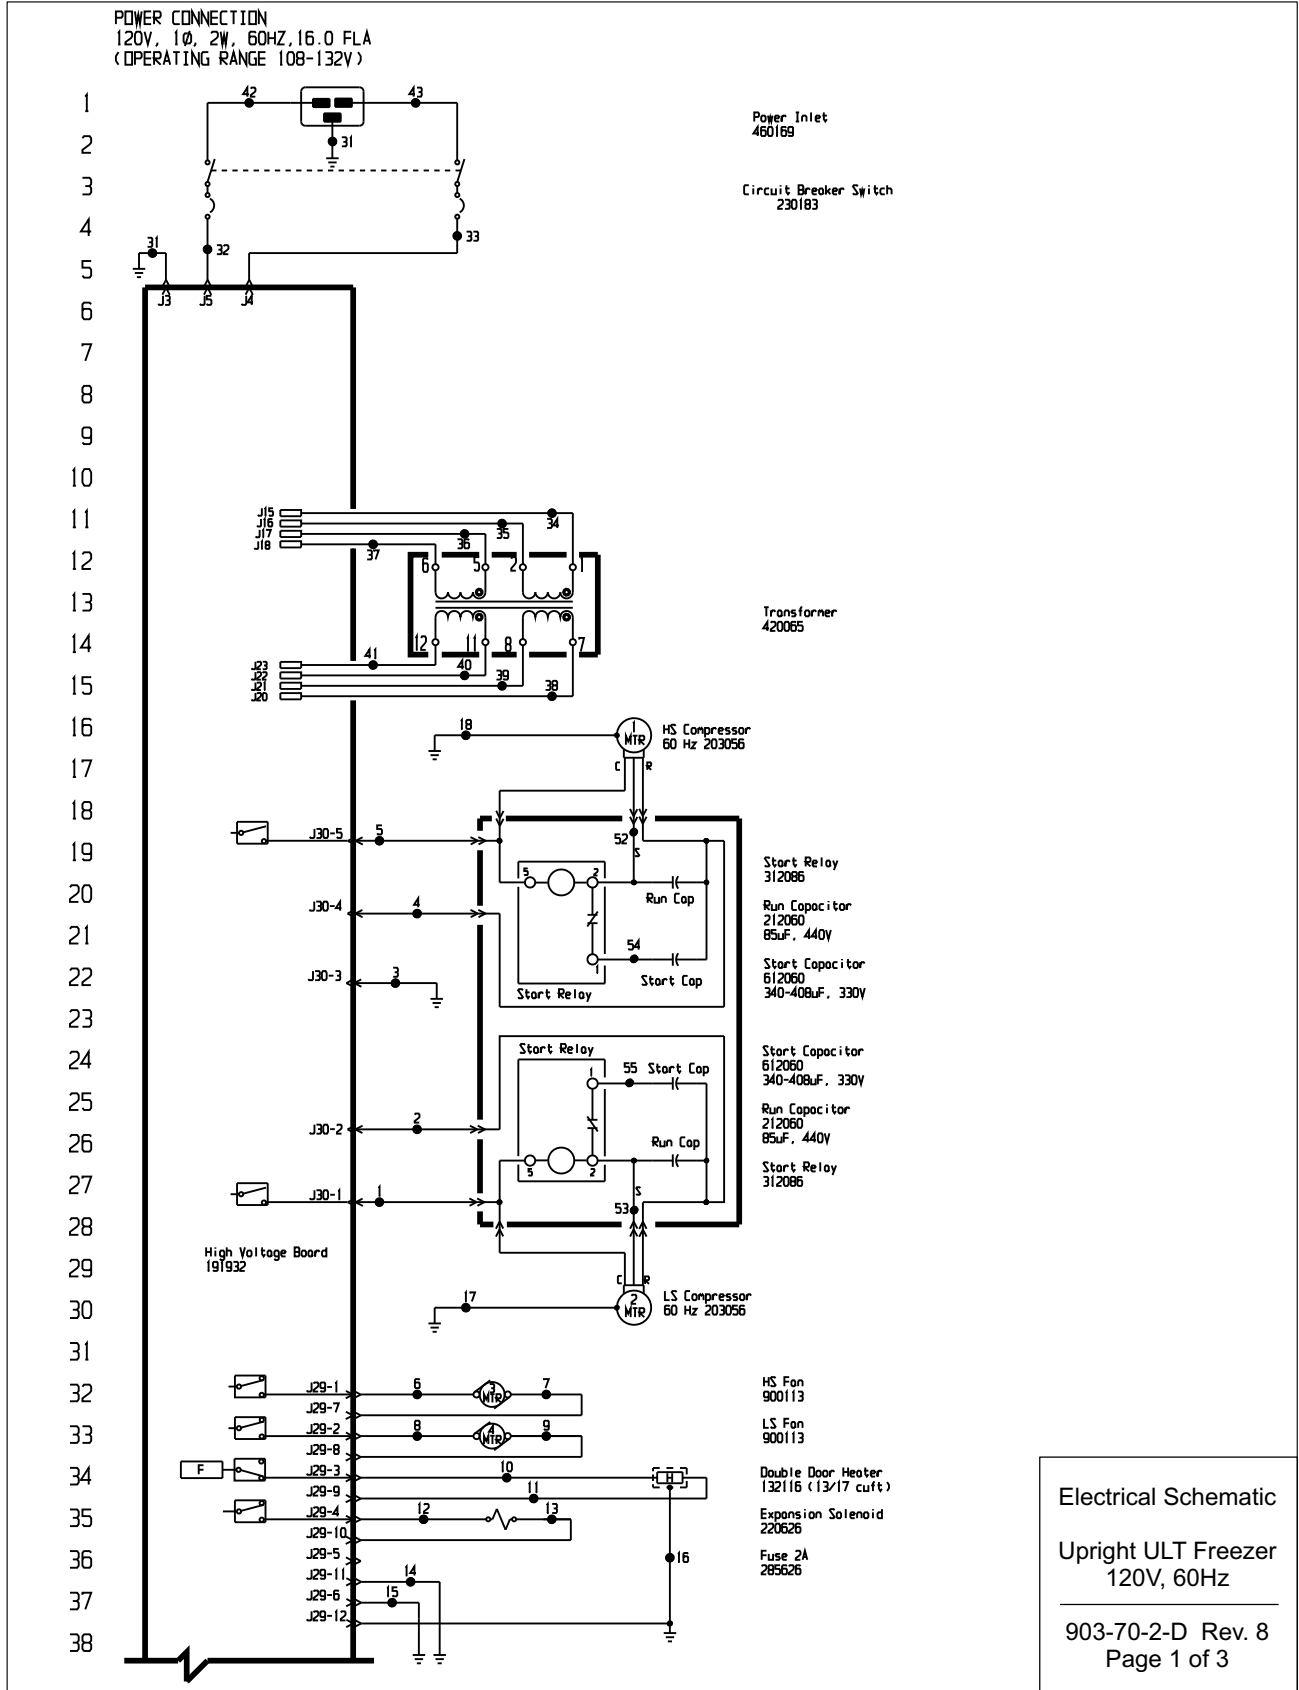 POWER CONNECTION
120V, 1Ø, 2W, 60HZ,16.0 FLA
(OPERATING RANGE 108-132V)
1
42
43
Power Inlet
460169
2
31
3
Circuit Breaker Switch
230183
4
33
31
32
5
J3
J5
J4
6
7
8
9
10
11
J15
J16
J17
J18
34
35
36
37
12
6
5
2
1
13
Transformer
420065
14
12
11
8
7
41
40
39
38
15
J23
J22
J21
J20
16
18
1
MTR
HS Compressor
60 Hz 203056
17
C
R
18
J30-5
5
52
S
19
Start Relay
312086
5
2
20
J30-4
4
Run Cap
Run Capacitor
212060
85uF, 440V
21
54
1
22
J30-3
3
Start Cap
Start Relay
Start Capacitor
612060
340-408uF, 330V
23
24
Start Relay
55
Start Cap
1
Start Capacitor
612060
340-408uF, 330V
25
J30-2
2
Run Capacitor
212060
85uF, 440V
26
Run Cap
5
2
27
J30-1
1
S
53
Start Relay
312086
28
High Voltage Board
191932
29
C
R
30
17
2
MTR
LS Compressor
60 Hz 203056
31
32
J29-1
6
3
MTR
7
HS Fan
900113
J29-7
33
J29-2
8
4
MTR
9
LS Fan
900113
J29-8
34
F
J29-3
10
H
Double Door Heater
132116 (13/17 cuft)
J29-9
11
35
J29-4
12
13
Expansion Solenoid
220626
J29-10
36
J29-5
16
Fuse 2A
285626
J29-11
14
37
J29-6
15
J29-12
38
Electrical Schematic
Upright ULT Freezer
120V, 60Hz
903-70-2-D Rev. 8
Page 1 of 3